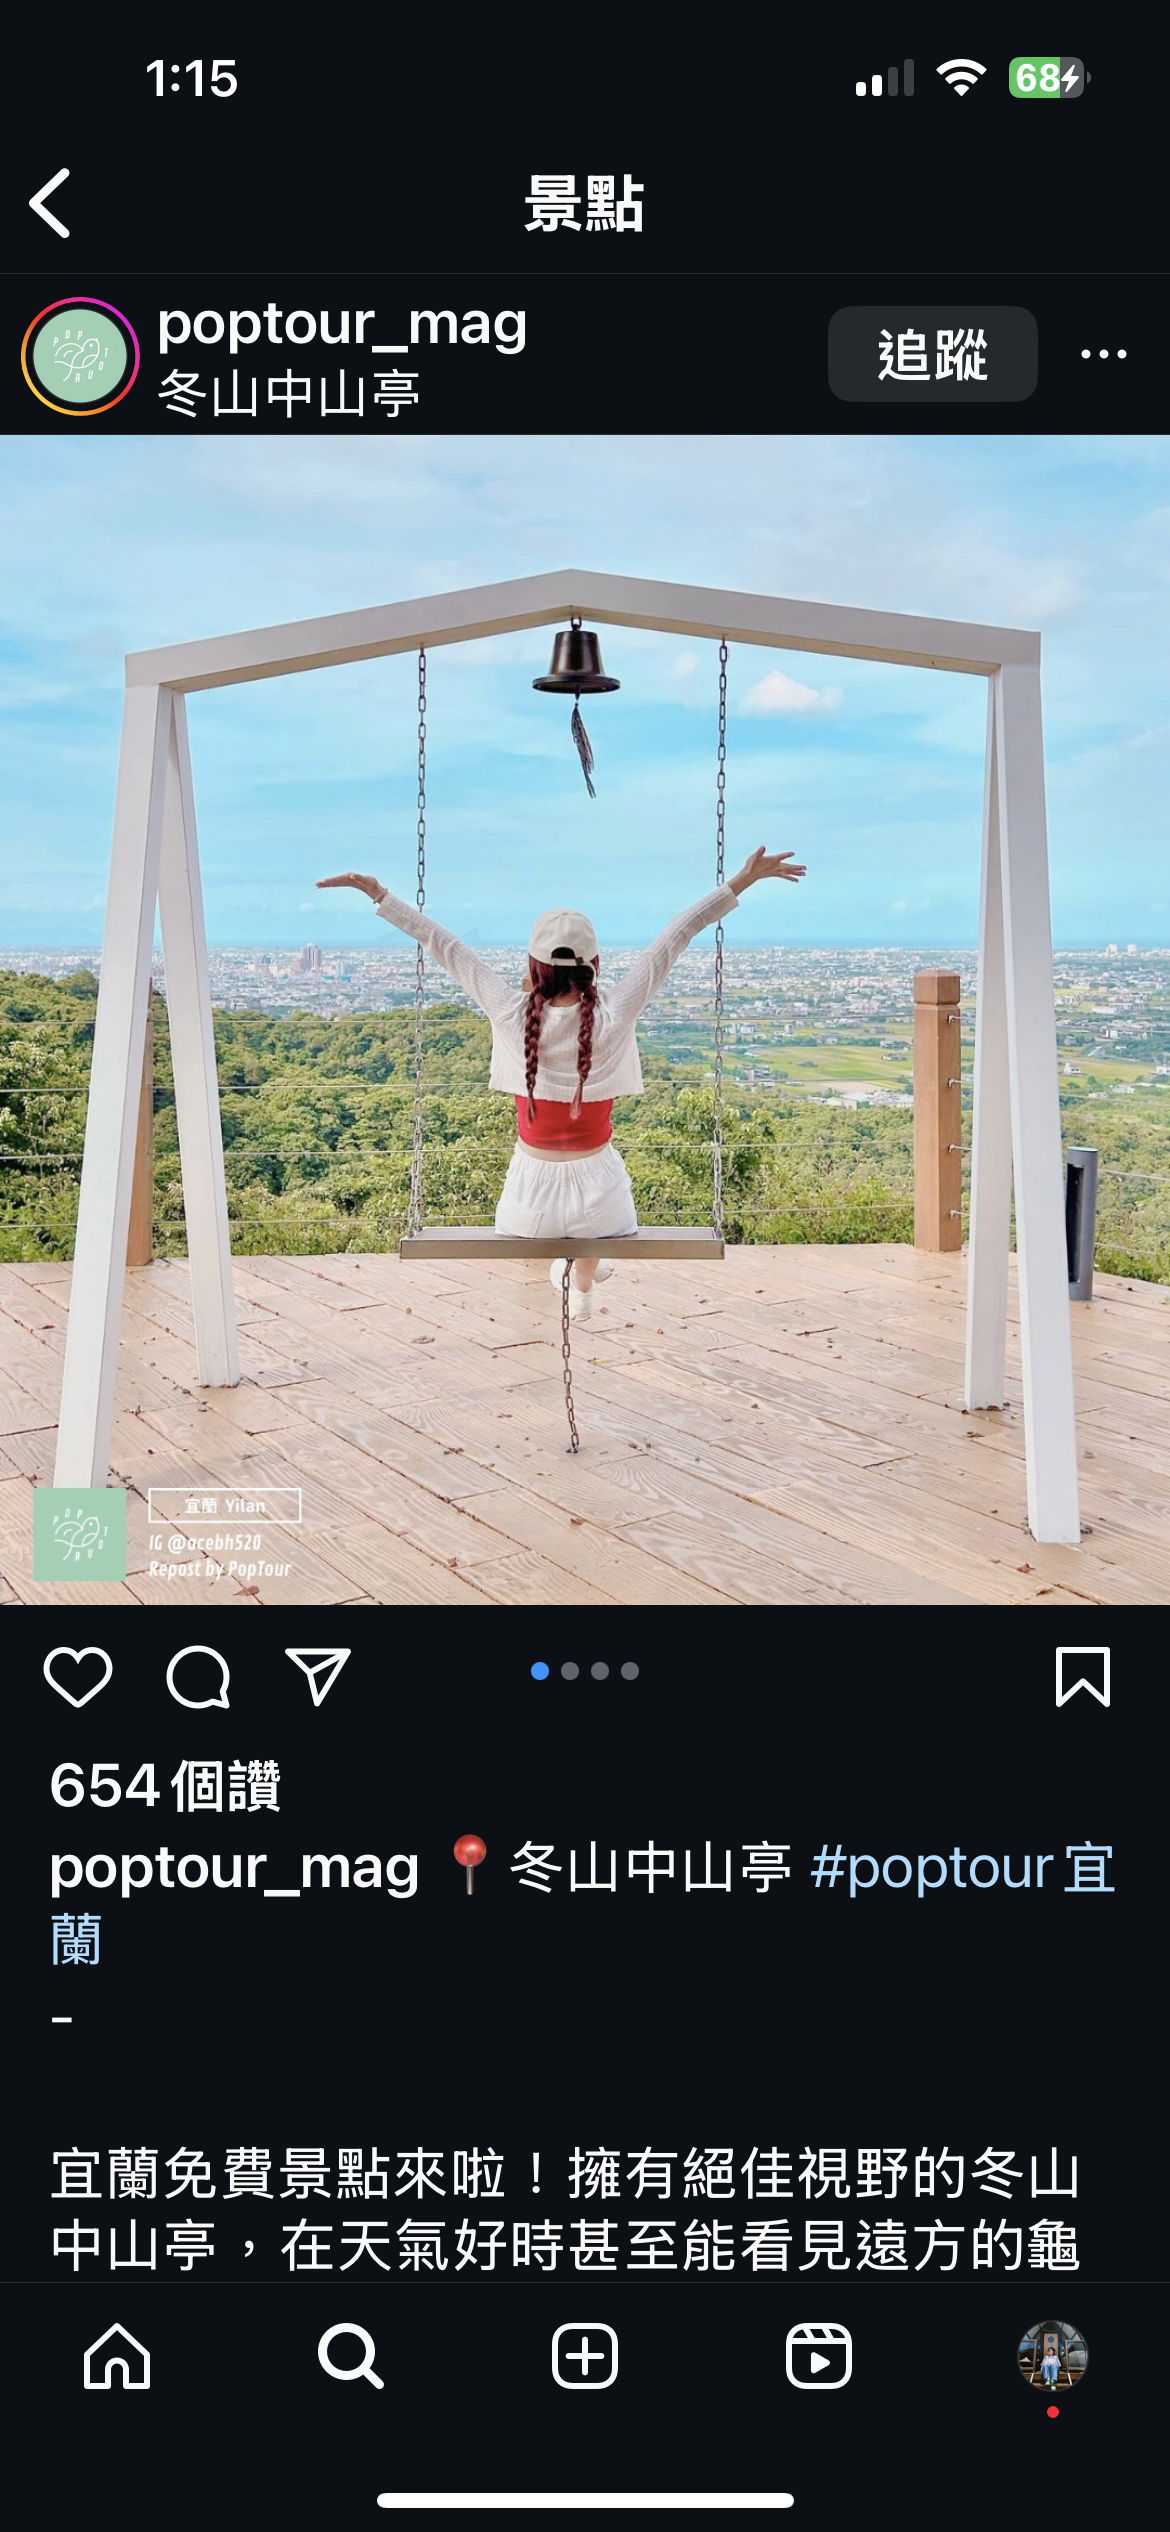 1:15
68
景點
poptour_mag
冬山中山亭
追蹤
POP
TOUR
宜蘭 Yilan
IG @acebh520
Repost by PopTour
654 個讚
poptour_mag 📍 冬山中山亭 #poptour宜
蘭
-
宜蘭免費景點來啦！擁有絕佳視野的冬山
中山亭，在天氣好時甚至能看見遠方的龜